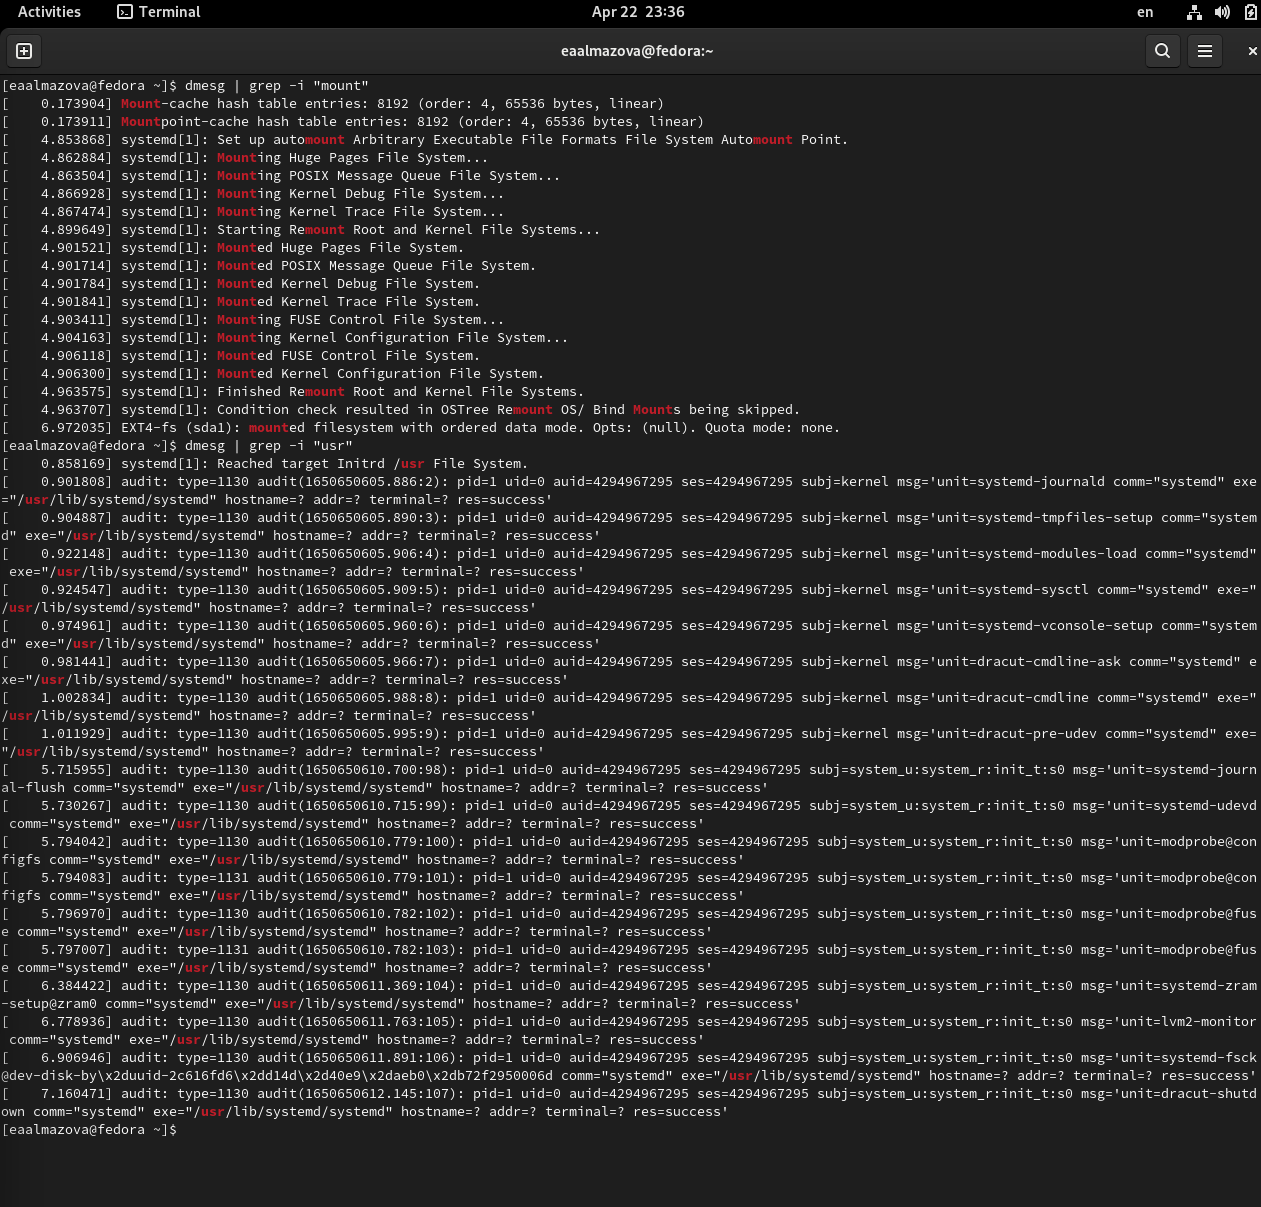 Activities Terminal Apr 22 23:36 en
eaalmazova@fedora:~
[eaalmazova@fedora ~]$ dmesg | grep -i "mount"
[    0.173904] Mount-cache hash table entries: 8192 (order: 4, 65536 bytes, linear)
[    0.173911] Mountpoint-cache hash table entries: 8192 (order: 4, 65536 bytes, linear)
[    4.853868] systemd[1]: Set up automount Arbitrary Executable File Formats File System Automount Point.
[    4.862884] systemd[1]: Mounting Huge Pages File System...
[    4.863504] systemd[1]: Mounting POSIX Message Queue File System...
[    4.866928] systemd[1]: Mounting Kernel Debug File System...
[    4.867474] systemd[1]: Mounting Kernel Trace File System...
[    4.899649] systemd[1]: Starting Remount Root and Kernel File Systems...
[    4.901521] systemd[1]: Mounted Huge Pages File System.
[    4.901714] systemd[1]: Mounted POSIX Message Queue File System.
[    4.901784] systemd[1]: Mounted Kernel Debug File System.
[    4.901841] systemd[1]: Mounted Kernel Trace File System.
[    4.903411] systemd[1]: Mounting FUSE Control File System...
[    4.904163] systemd[1]: Mounting Kernel Configuration File System...
[    4.906118] systemd[1]: Mounted FUSE Control File System.
[    4.906300] systemd[1]: Mounted Kernel Configuration File System.
[    4.963575] systemd[1]: Finished Remount Root and Kernel File Systems.
[    4.963707] systemd[1]: Condition check resulted in OSTree Remount OS/ Bind Mounts being skipped.
[    6.972035] EXT4-fs (sda1): mounted filesystem with ordered data mode. Opts: (null). Quota mode: none.
[eaalmazova@fedora ~]$ dmesg | grep -i "usr"
[    0.858169] systemd[1]: Reached target Initrd /usr File System.
[    0.901808] audit: type=1130 audit(1650650605.886:2): pid=1 uid=0 auid=4294967295 ses=4294967295 subj=kernel msg='unit=systemd-journald comm="systemd" exe
="/usr/lib/systemd/systemd" hostname=? addr=? terminal=? res=success'
[    0.904887] audit: type=1130 audit(1650650605.890:3): pid=1 uid=0 auid=4294967295 ses=4294967295 subj=kernel msg='unit=systemd-tmpfiles-setup comm="system
d" exe="/usr/lib/systemd/systemd" hostname=? addr=? terminal=? res=success'
[    0.922148] audit: type=1130 audit(1650650605.906:4): pid=1 uid=0 auid=4294967295 ses=4294967295 subj=kernel msg='unit=systemd-modules-load comm="systemd"
 exe="/usr/lib/systemd/systemd" hostname=? addr=? terminal=? res=success'
[    0.924547] audit: type=1130 audit(1650650605.909:5): pid=1 uid=0 auid=4294967295 ses=4294967295 subj=kernel msg='unit=systemd-sysctl comm="systemd" exe="
/usr/lib/systemd/systemd" hostname=? addr=? terminal=? res=success'
[    0.974961] audit: type=1130 audit(1650650605.960:6): pid=1 uid=0 auid=4294967295 ses=4294967295 subj=kernel msg='unit=systemd-vconsole-setup comm="system
d" exe="/usr/lib/systemd/systemd" hostname=? addr=? terminal=? res=success'
[    0.981441] audit: type=1130 audit(1650650605.966:7): pid=1 uid=0 auid=4294967295 ses=4294967295 subj=kernel msg='unit=dracut-cmdline-ask comm="systemd" e
xe="/usr/lib/systemd/systemd" hostname=? addr=? terminal=? res=success'
[    1.002834] audit: type=1130 audit(1650650605.988:8): pid=1 uid=0 auid=4294967295 ses=4294967295 subj=kernel msg='unit=dracut-cmdline comm="systemd" exe="
/usr/lib/systemd/systemd" hostname=? addr=? terminal=? res=success'
[    1.011929] audit: type=1130 audit(1650650605.995:9): pid=1 uid=0 auid=4294967295 ses=4294967295 subj=kernel msg='unit=dracut-pre-udev comm="systemd" exe=
"/usr/lib/systemd/systemd" hostname=? addr=? terminal=? res=success'
[    5.715955] audit: type=1130 audit(1650650610.700:98): pid=1 uid=0 auid=4294967295 ses=4294967295 subj=system_u:system_r:init_t:s0 msg='unit=systemd-journ
al-flush comm="systemd" exe="/usr/lib/systemd/systemd" hostname=? addr=? terminal=? res=success'
[    5.730267] audit: type=1130 audit(1650650610.715:99): pid=1 uid=0 auid=4294967295 ses=4294967295 subj=system_u:system_r:init_t:s0 msg='unit=systemd-udevd
 comm="systemd" exe="/usr/lib/systemd/systemd" hostname=? addr=? terminal=? res=success'
[    5.794042] audit: type=1130 audit(1650650610.779:100): pid=1 uid=0 auid=4294967295 ses=4294967295 subj=system_u:system_r:init_t:s0 msg='unit=modprobe@con
figfs comm="systemd" exe="/usr/lib/systemd/systemd" hostname=? addr=? terminal=? res=success'
[    5.794083] audit: type=1131 audit(1650650610.779:101): pid=1 uid=0 auid=4294967295 ses=4294967295 subj=system_u:system_r:init_t:s0 msg='unit=modprobe@con
figfs comm="systemd" exe="/usr/lib/systemd/systemd" hostname=? addr=? terminal=? res=success'
[    5.796970] audit: type=1130 audit(1650650610.782:102): pid=1 uid=0 auid=4294967295 ses=4294967295 subj=system_u:system_r:init_t:s0 msg='unit=modprobe@fus
e comm="systemd" exe="/usr/lib/systemd/systemd" hostname=? addr=? terminal=? res=success'
[    5.797007] audit: type=1131 audit(1650650610.782:103): pid=1 uid=0 auid=4294967295 ses=4294967295 subj=system_u:system_r:init_t:s0 msg='unit=modprobe@fus
e comm="systemd" exe="/usr/lib/systemd/systemd" hostname=? addr=? terminal=? res=success'
[    6.384422] audit: type=1130 audit(1650650611.369:104): pid=1 uid=0 auid=4294967295 ses=4294967295 subj=system_u:system_r:init_t:s0 msg='unit=systemd-zram
-setup@zram0 comm="systemd" exe="/usr/lib/systemd/systemd" hostname=? addr=? terminal=? res=success'
[    6.778936] audit: type=1130 audit(1650650611.763:105): pid=1 uid=0 auid=4294967295 ses=4294967295 subj=system_u:system_r:init_t:s0 msg='unit=lvm2-monitor
 comm="systemd" exe="/usr/lib/systemd/systemd" hostname=? addr=? terminal=? res=success'
[    6.906946] audit: type=1130 audit(1650650611.891:106): pid=1 uid=0 auid=4294967295 ses=4294967295 subj=system_u:system_r:init_t:s0 msg='unit=systemd-fsck
@dev-disk-by\x2duuid-2c616fd6\x2dd14d\x2d40e9\x2daeb0\x2db72f2950006d comm="systemd" exe="/usr/lib/systemd/systemd" hostname=? addr=? terminal=? res=success'
[    7.160471] audit: type=1130 audit(1650650612.145:107): pid=1 uid=0 auid=4294967295 ses=4294967295 subj=system_u:system_r:init_t:s0 msg='unit=dracut-shutd
own comm="systemd" exe="/usr/lib/systemd/systemd" hostname=? addr=? terminal=? res=success'
[eaalmazova@fedora ~]$